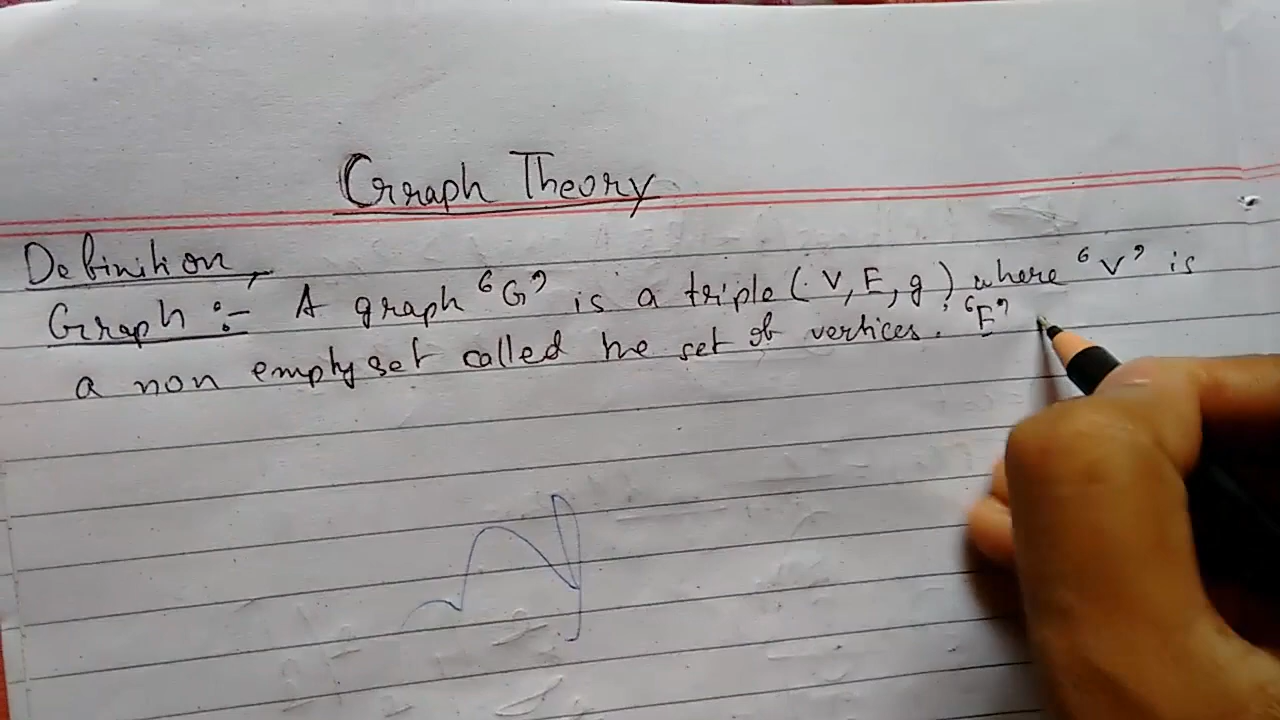 Graph Theory
Definition,
Graph :- A graph ‘G’ is a triple (V, E, g) where ‘V’ is
a non empty set called the set of vertices. ‘E’